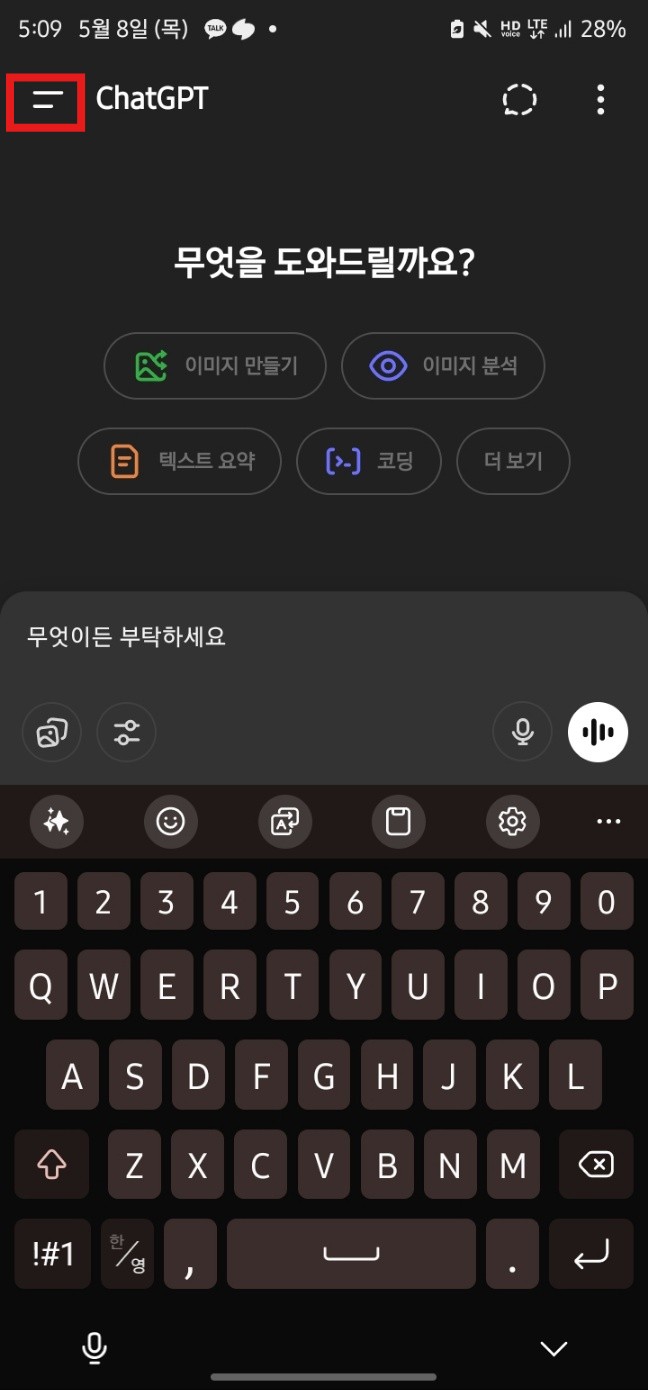 5:09 5월 8일 (목) TALK HD voice LTE 28%
ChatGPT
무엇을 도와드릴까요?
이미지 만들기 이미지 분석
텍스트 요약 코딩 더 보기
무엇이든 부탁하세요
1 2 3 4 5 6 7 8 9 0
Q W E R T Y U I O P
A S D F G H J K L
Z X C V B N M
!#1 한/영 , .